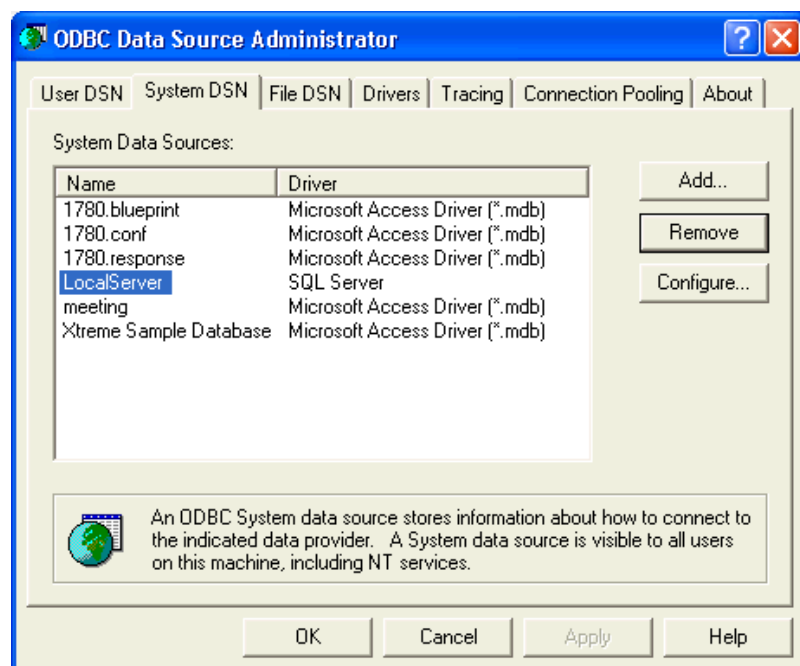 ODBC Data Source Administrator
User DSN System DSN File DSN Drivers Tracing Connection Pooling About
System Data Sources:
Name Driver
1780.blueprint Microsoft Access Driver (*.mdb)
1780.conf Microsoft Access Driver (*.mdb)
1780.response Microsoft Access Driver (*.mdb)
LocalServer SQL Server
meeting Microsoft Access Driver (*.mdb)
Xtreme Sample Database Microsoft Access Driver (*.mdb)
Add...
Remove
Configure...
An ODBC System data source stores information about how to connect to
the indicated data provider. A System data source is visible to all users
on this machine, including NT services.
OK Cancel Apply Help